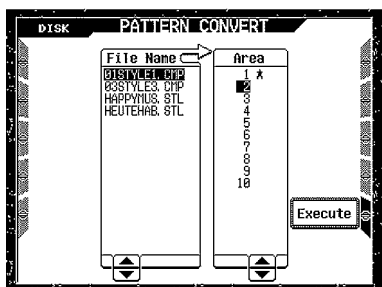 DISK
PATTERN CONVERT
File Name
01STYLE1.CMP
03STYLE3.CMP
HAPPYMUS.STL
HEUTEHAB.STL
Area
1 *
2
3
4
5
6
7
8
9
10
Execute